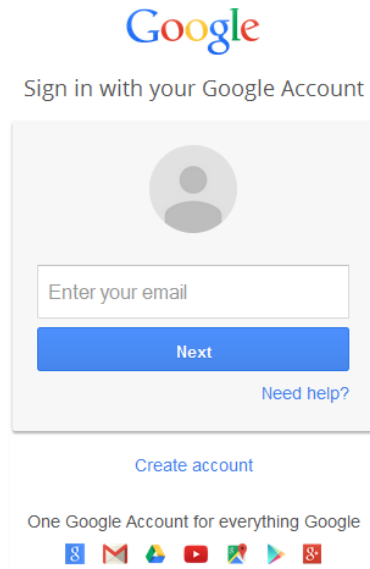 Google
Sign in with your Google Account
Enter your email
Next
Need help?
Create account
One Google Account for everything Google